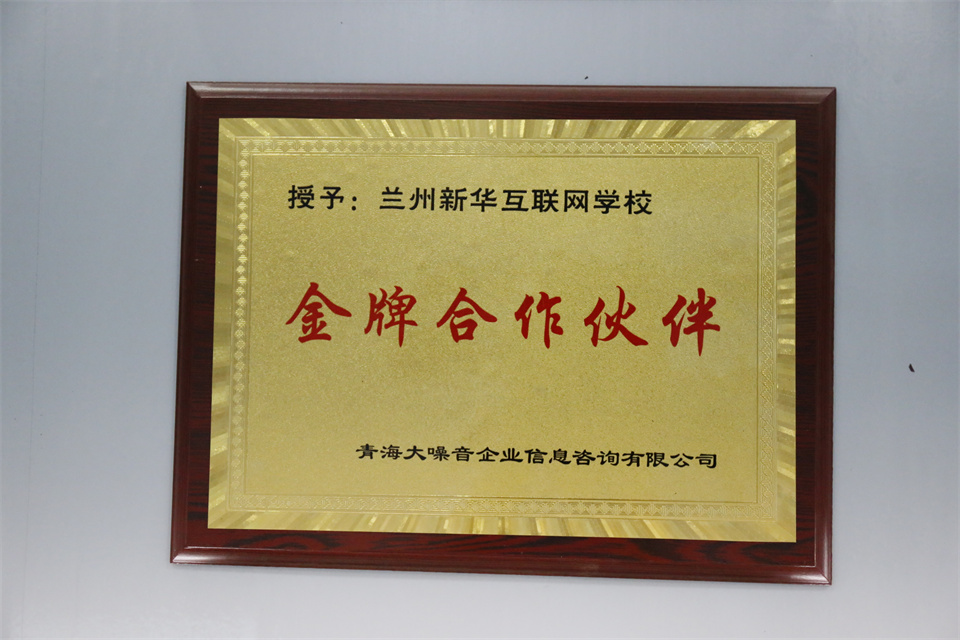 授予：兰州新华互联网学校
金牌合作伙伴
青海大噪音企业信息咨询有限公司